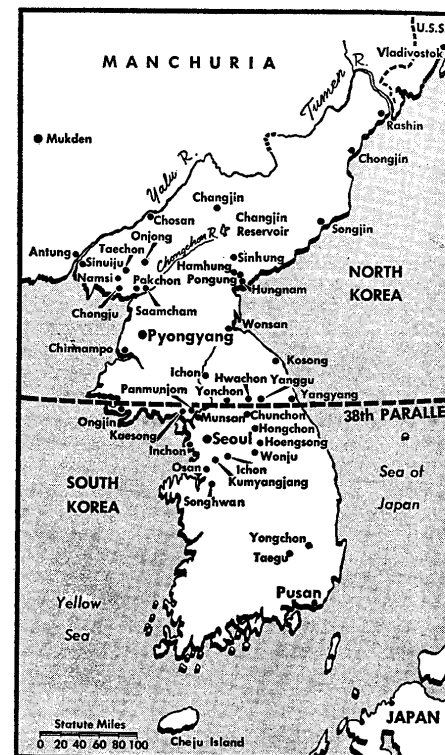 U.S.S
MANCHURIA
Vladivostok
Tumen R.
Rashin
Mukden
Yalu R.
Chongjin
Changjin
Chosan
Changjin
Reservoir
Onjong
Chongchon R.
Songjin
Antung
Taechon
Sinuiju
Sinhung
Namsi
Hamhung
Pakchon
Pongung
NORTH
KOREA
Hungnam
Chongju
Saamcham
Wonsan
Pyongyang
Chinnampo
Kosong
Ichon
Hwachon
Yanggu
Panmunjom
Yonchon
Yangyang
38th PARALLE
Munsan
Chunchon
Ongjin
Hongchon
Kaesong
Seoul
Hoengsong
Inchon
Wonju
Osan
Ichon
Sea of
Japan
Kumyangjang
SOUTH
KOREA
Songhwan
Yongchon
Taegu
Pusan
Yellow
Sea
JAPAN
Statute Miles
0 20 40 60 80 100
Cheju Island